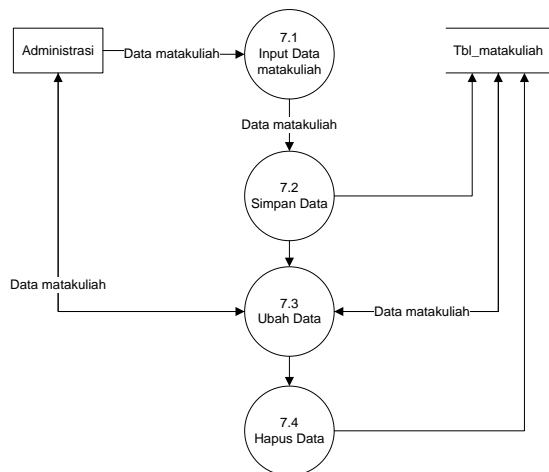 Administrasi
Data matakuliah
7.1
Input Data
matakuliah
Tbl_matakuliah
Data matakuliah
7.2
Simpan Data
Data matakuliah
7.3
Ubah Data
Data matakuliah
7.4
Hapus Data